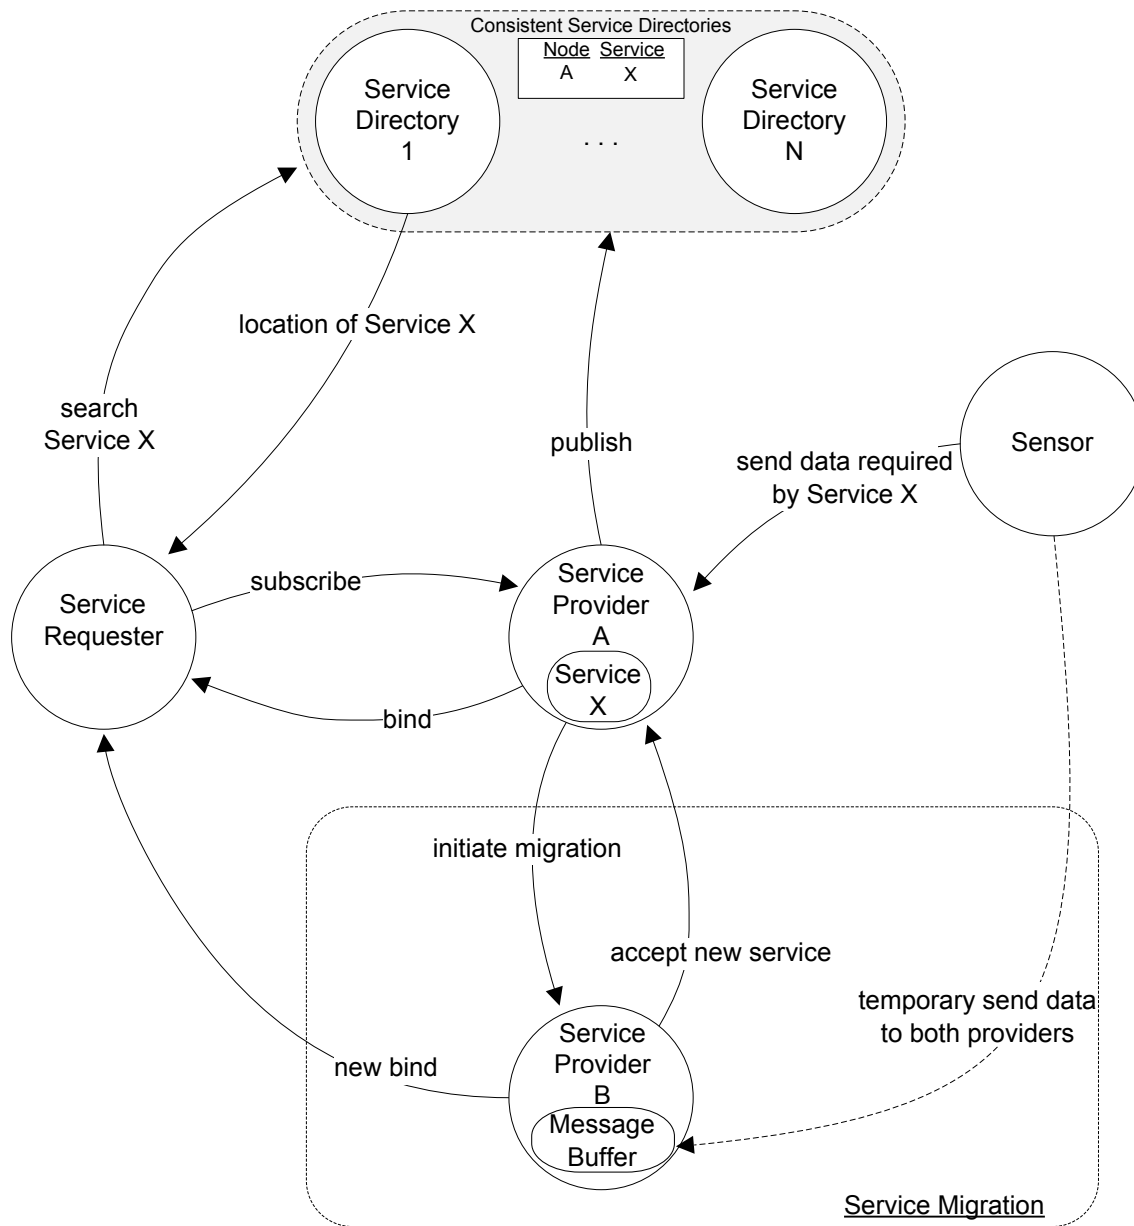 Consistent Service Directories
Node Service
A X
Service
Directory
1
. . .
Service
Directory
N
location of Service X
search
Service X
publish
send data required
by Service X
Sensor
Service
Requester
subscribe
Service
Provider
A
Service
X
bind
initiate migration
accept new service
temporary send data
to both providers
new bind
Service
Provider
B
Message
Buffer
Service Migration